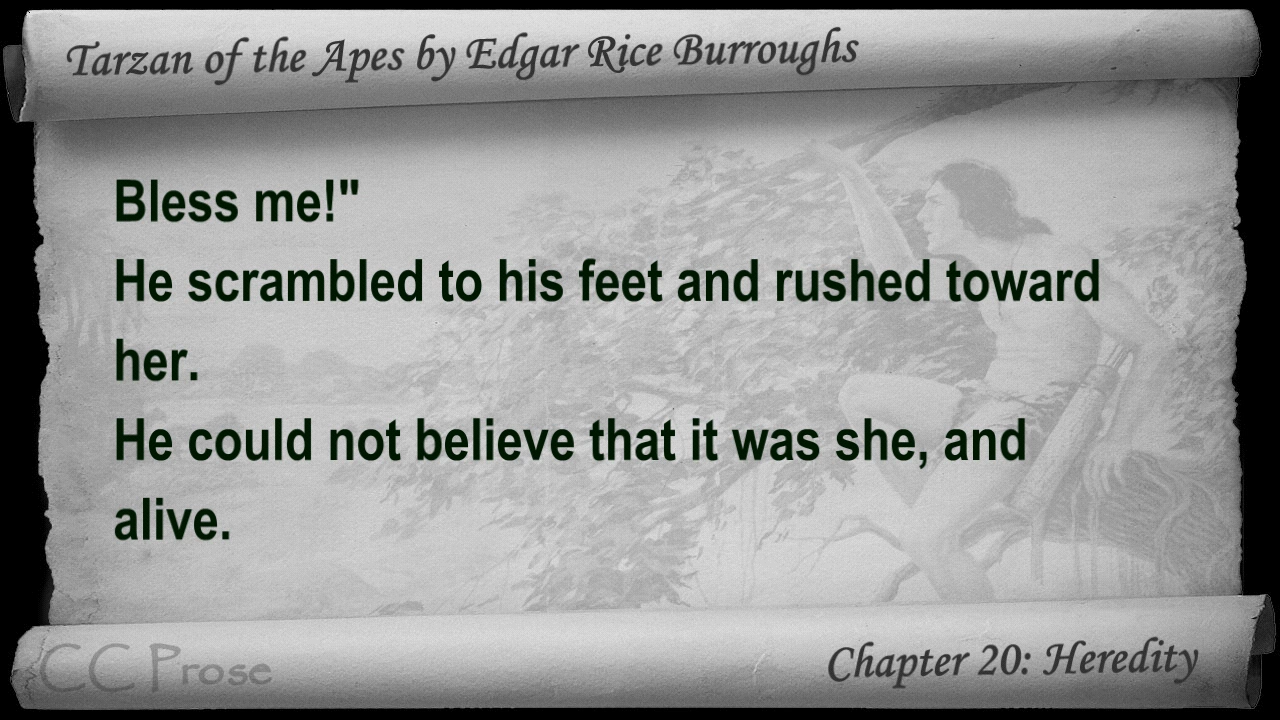 Tarzan of the Apes by Edgar Rice Burroughs
Bless me!"
He scrambled to his feet and rushed toward
her.
He could not believe that it was she, and
alive.
CC Prose
Chapter 20: Heredity